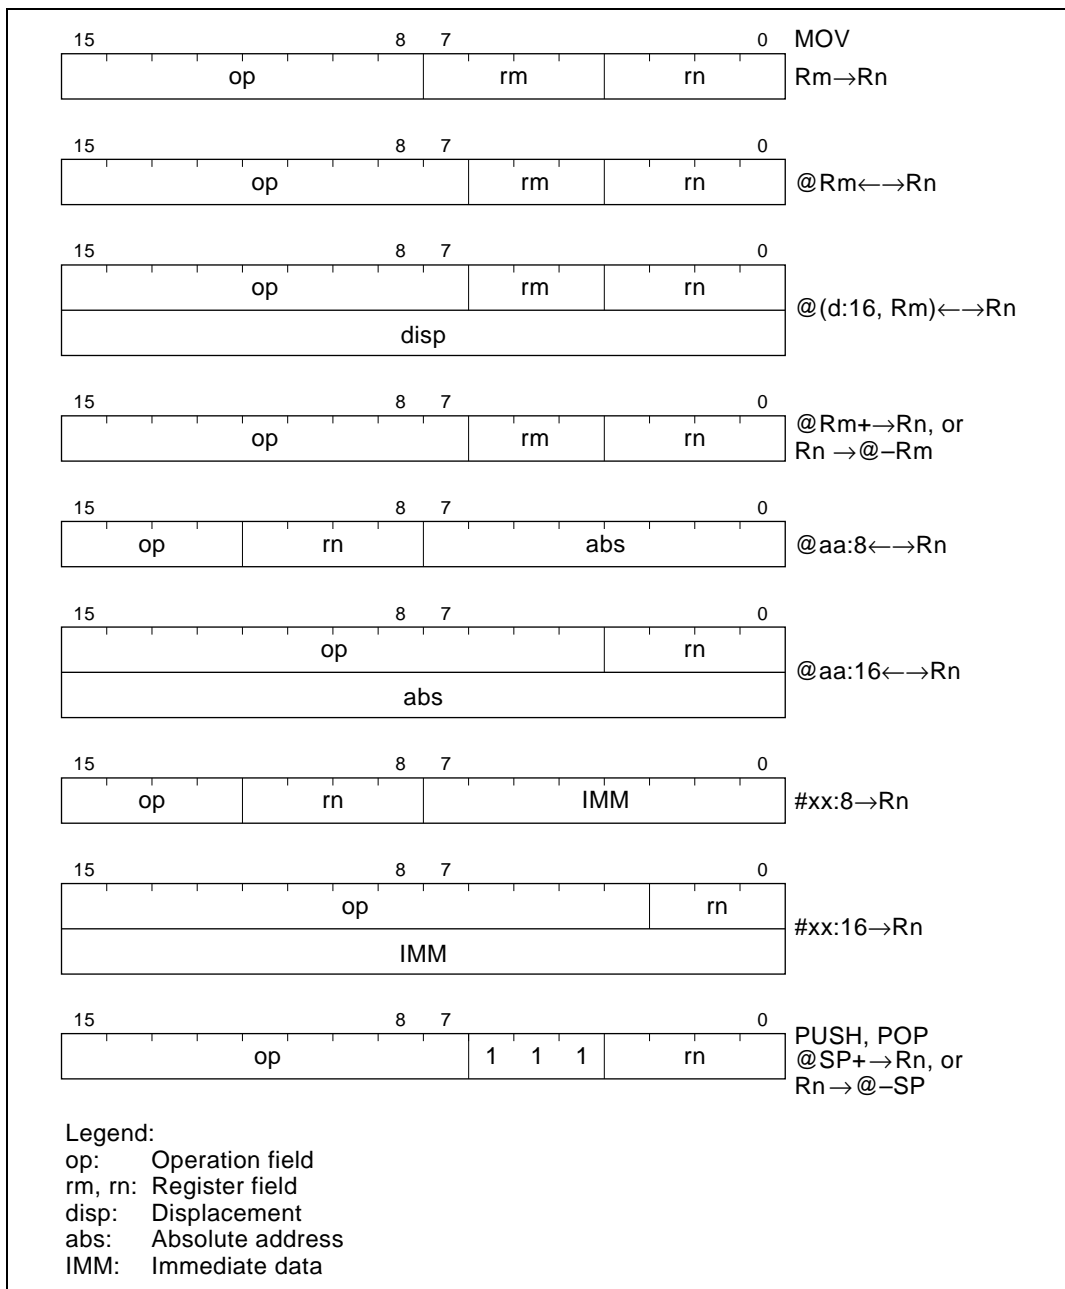 15 8 7 0 MOV
op rm rn Rm→Rn
15 8 7 0
op rm rn @Rm←→Rn
15 8 7 0
op rm rn
@(d:16, Rm)←→Rn
disp
15 8 7 0
@Rm+→Rn, or
op rm rn
Rn →@–Rm
15 8 7 0
op rn abs @aa:8←→Rn
15 8 7 0
op rn
@aa:16←→Rn
abs
15 8 7 0
op rn IMM #xx:8→Rn
15 8 7 0
op rn
#xx:16→Rn
IMM
15 8 7 0
PUSH, POP
op 1 1 1 rn @SP+→Rn, or
Rn→@–SP
Legend:
op: Operation field
rm, rn: Register field
disp: Displacement
abs: Absolute address
IMM: Immediate data